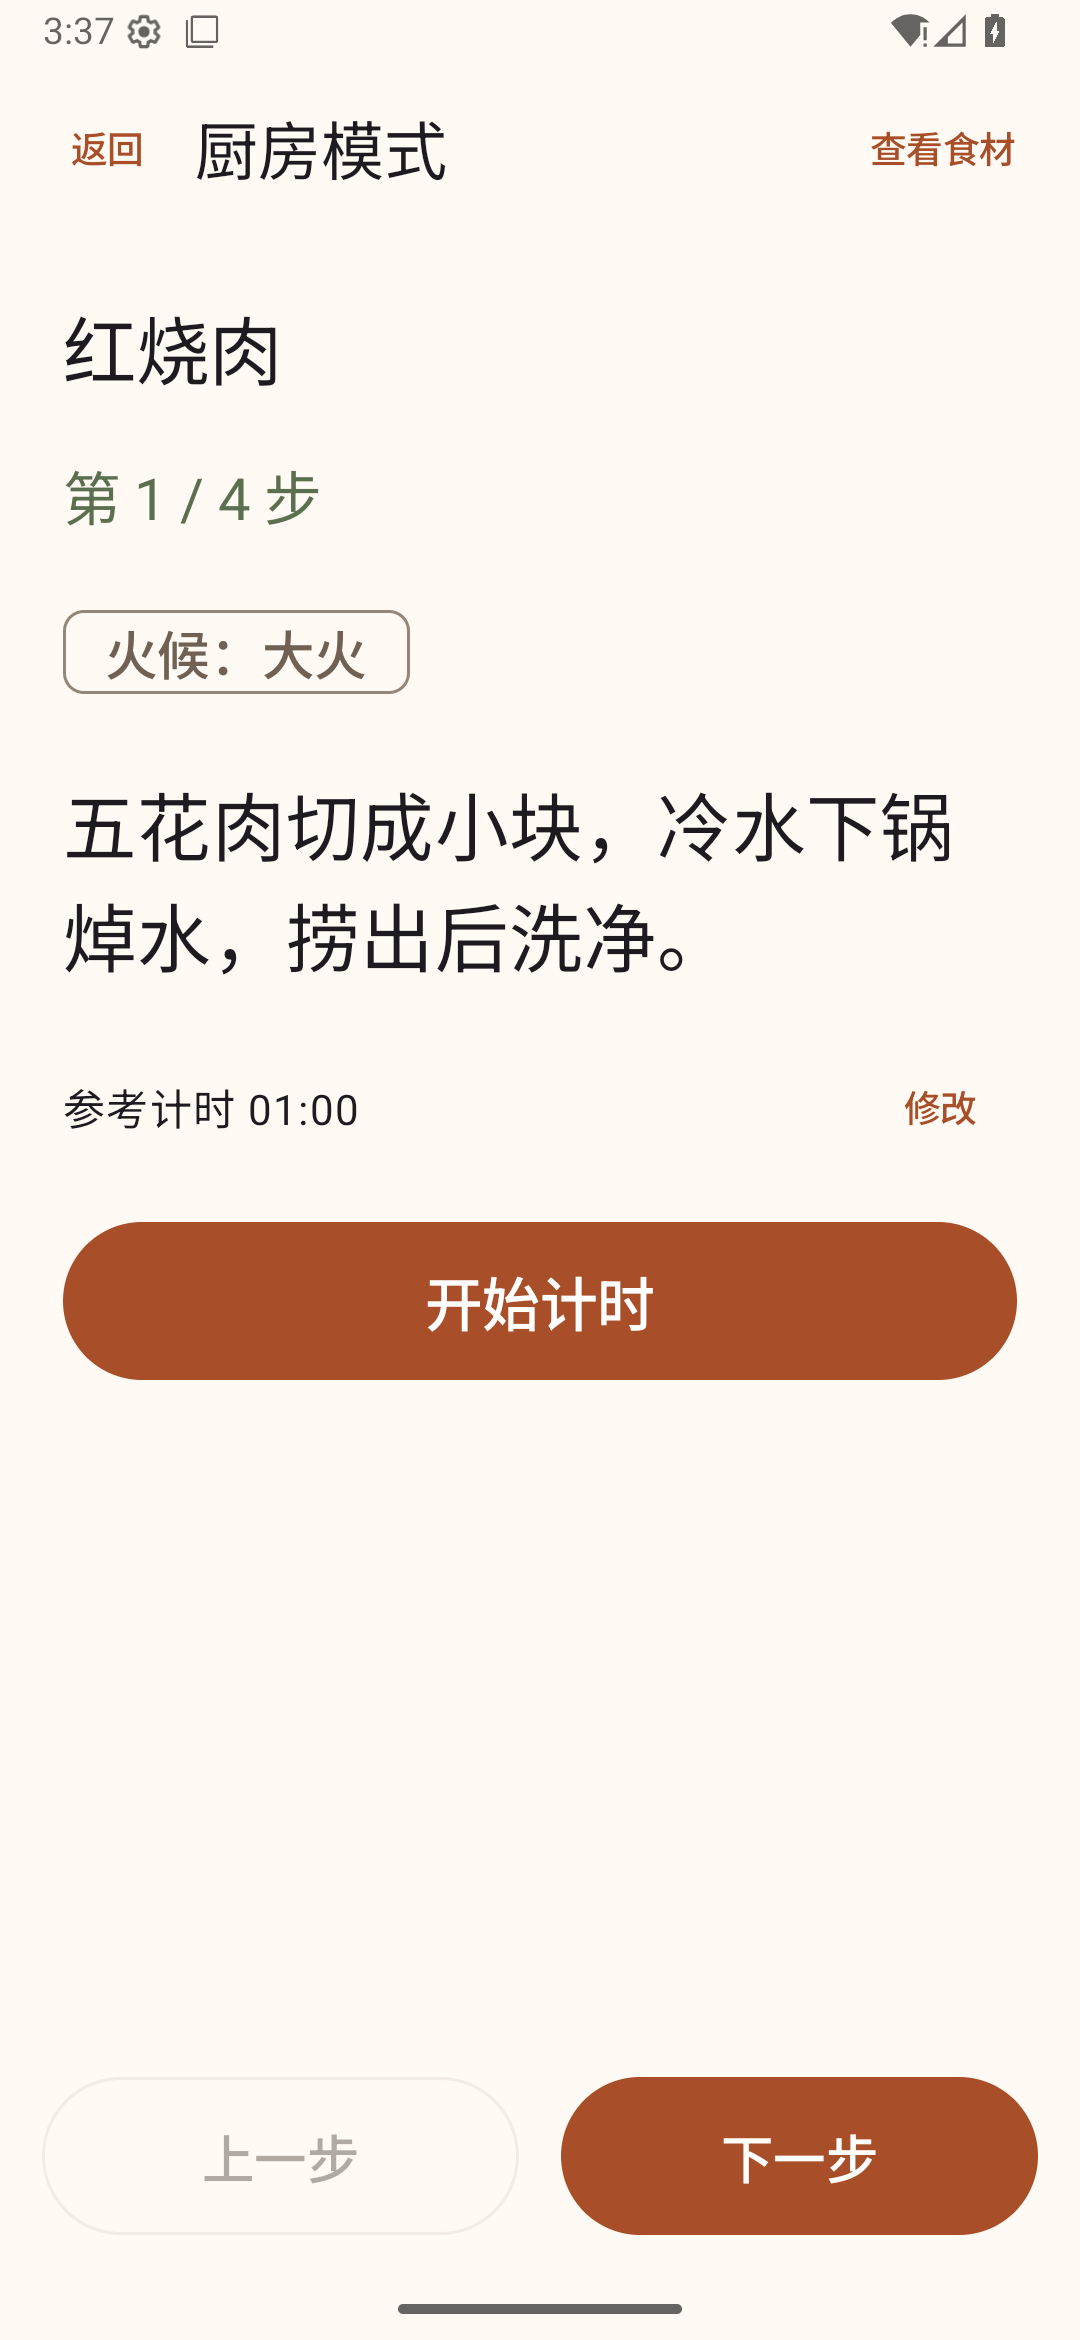 3:37
返回 厨房模式 查看食材
红烧肉
第 1 / 4 步
火候：大火
五花肉切成小块，冷水下锅
焯水，捞出后洗净。
参考计时 01:00 修改
开始计时
上一步 下一步